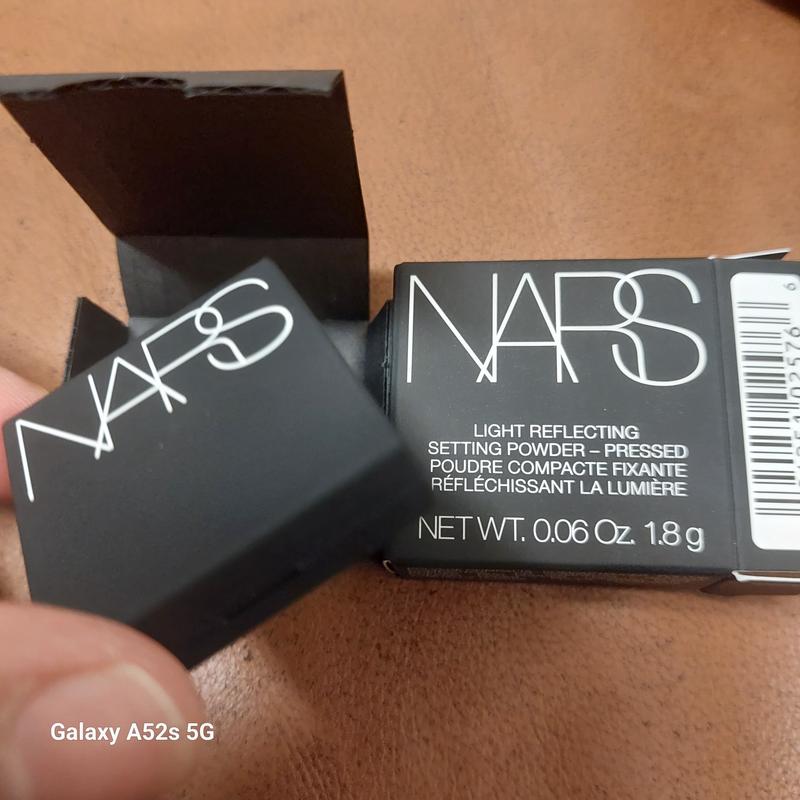 NARS
NARS
LIGHT REFLECTING
SETTING POWDER – PRESSED
POUDRE COMPACTE FIXANTE
RÉFLÉCHISSANT LA LUMIÈRE
NET WT. 0.06 Oz. 1.8 g
Galaxy A52s 5G